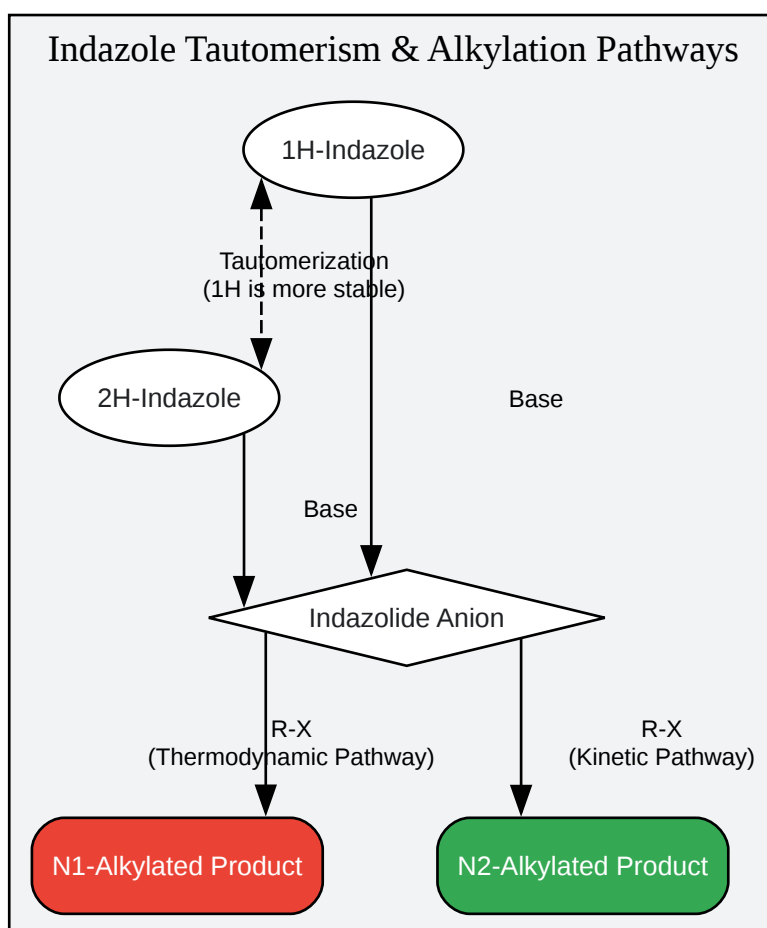 Indazole Tautomerism & Alkylation Pathways
1H-Indazole
Tautomerization
(1H is more stable)
2H-Indazole
Base
Base
Indazolide Anion
R-X
(Thermodynamic Pathway)
R-X
(Kinetic Pathway)
N1-Alkylated Product
N2-Alkylated Product